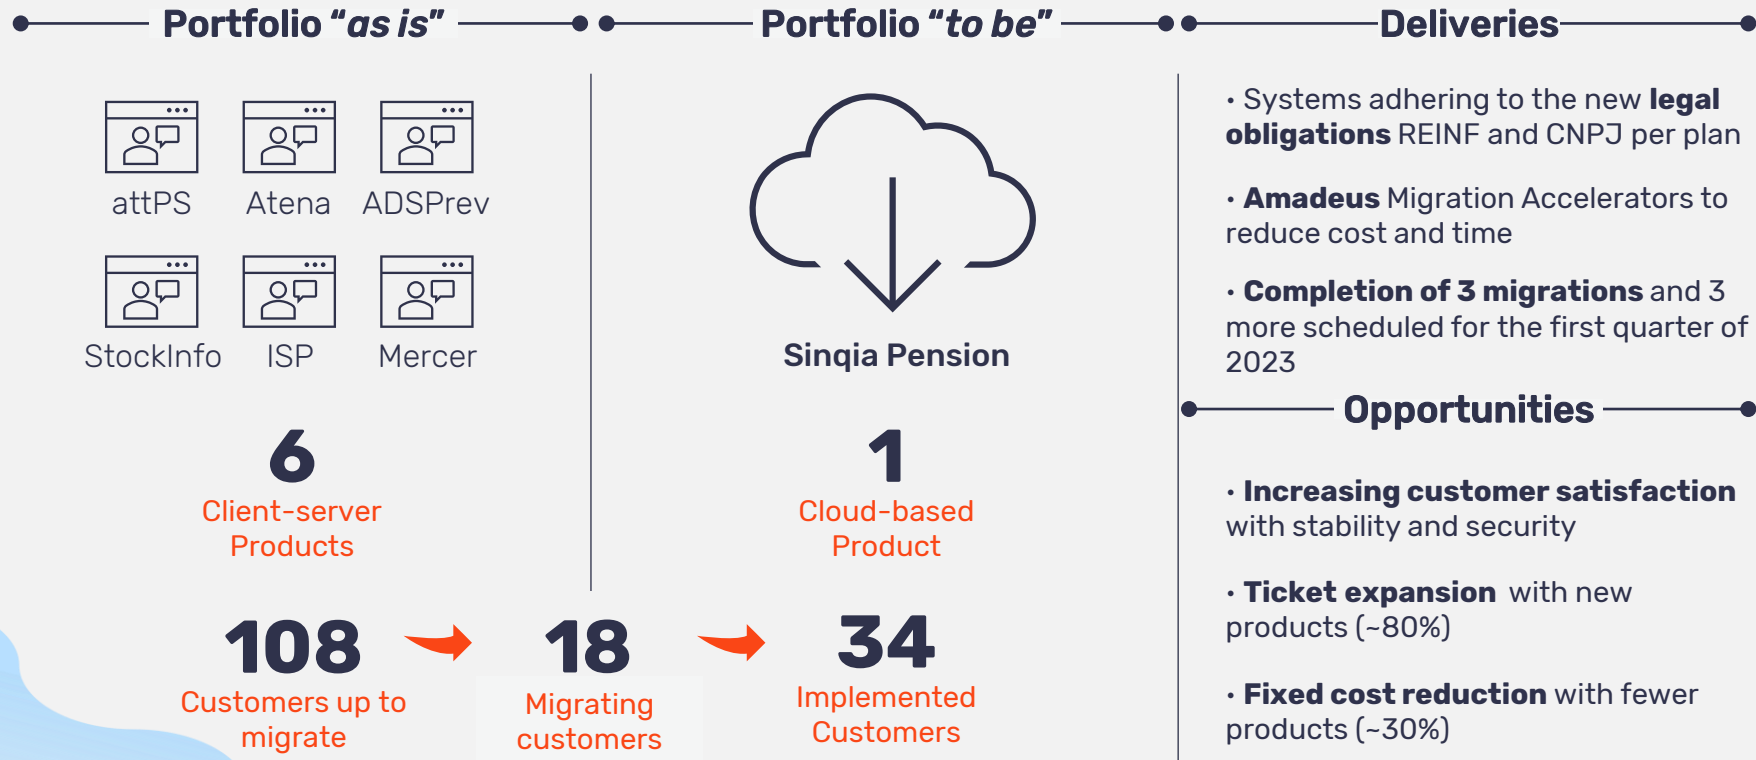 Portfolio “as is”
attPS Atena ADSPrev
StockInfo ISP Mercer
6
Client-server
Products
108
Customers up to
migrate
18
Migrating
customers
Portfolio “to be”
Sinqia Pension
1
Cloud-based
Product
34
Implemented
Customers
Deliveries
· Systems adhering to the new legal
obligations REINF and CNPJ per plan
· Amadeus Migration Accelerators to
reduce cost and time
· Completion of 3 migrations and 3
more scheduled for the first quarter of
2023
Opportunities
· Increasing customer satisfaction
with stability and security
· Ticket expansion with new
products (~80%)
· Fixed cost reduction with fewer
products (~30%)